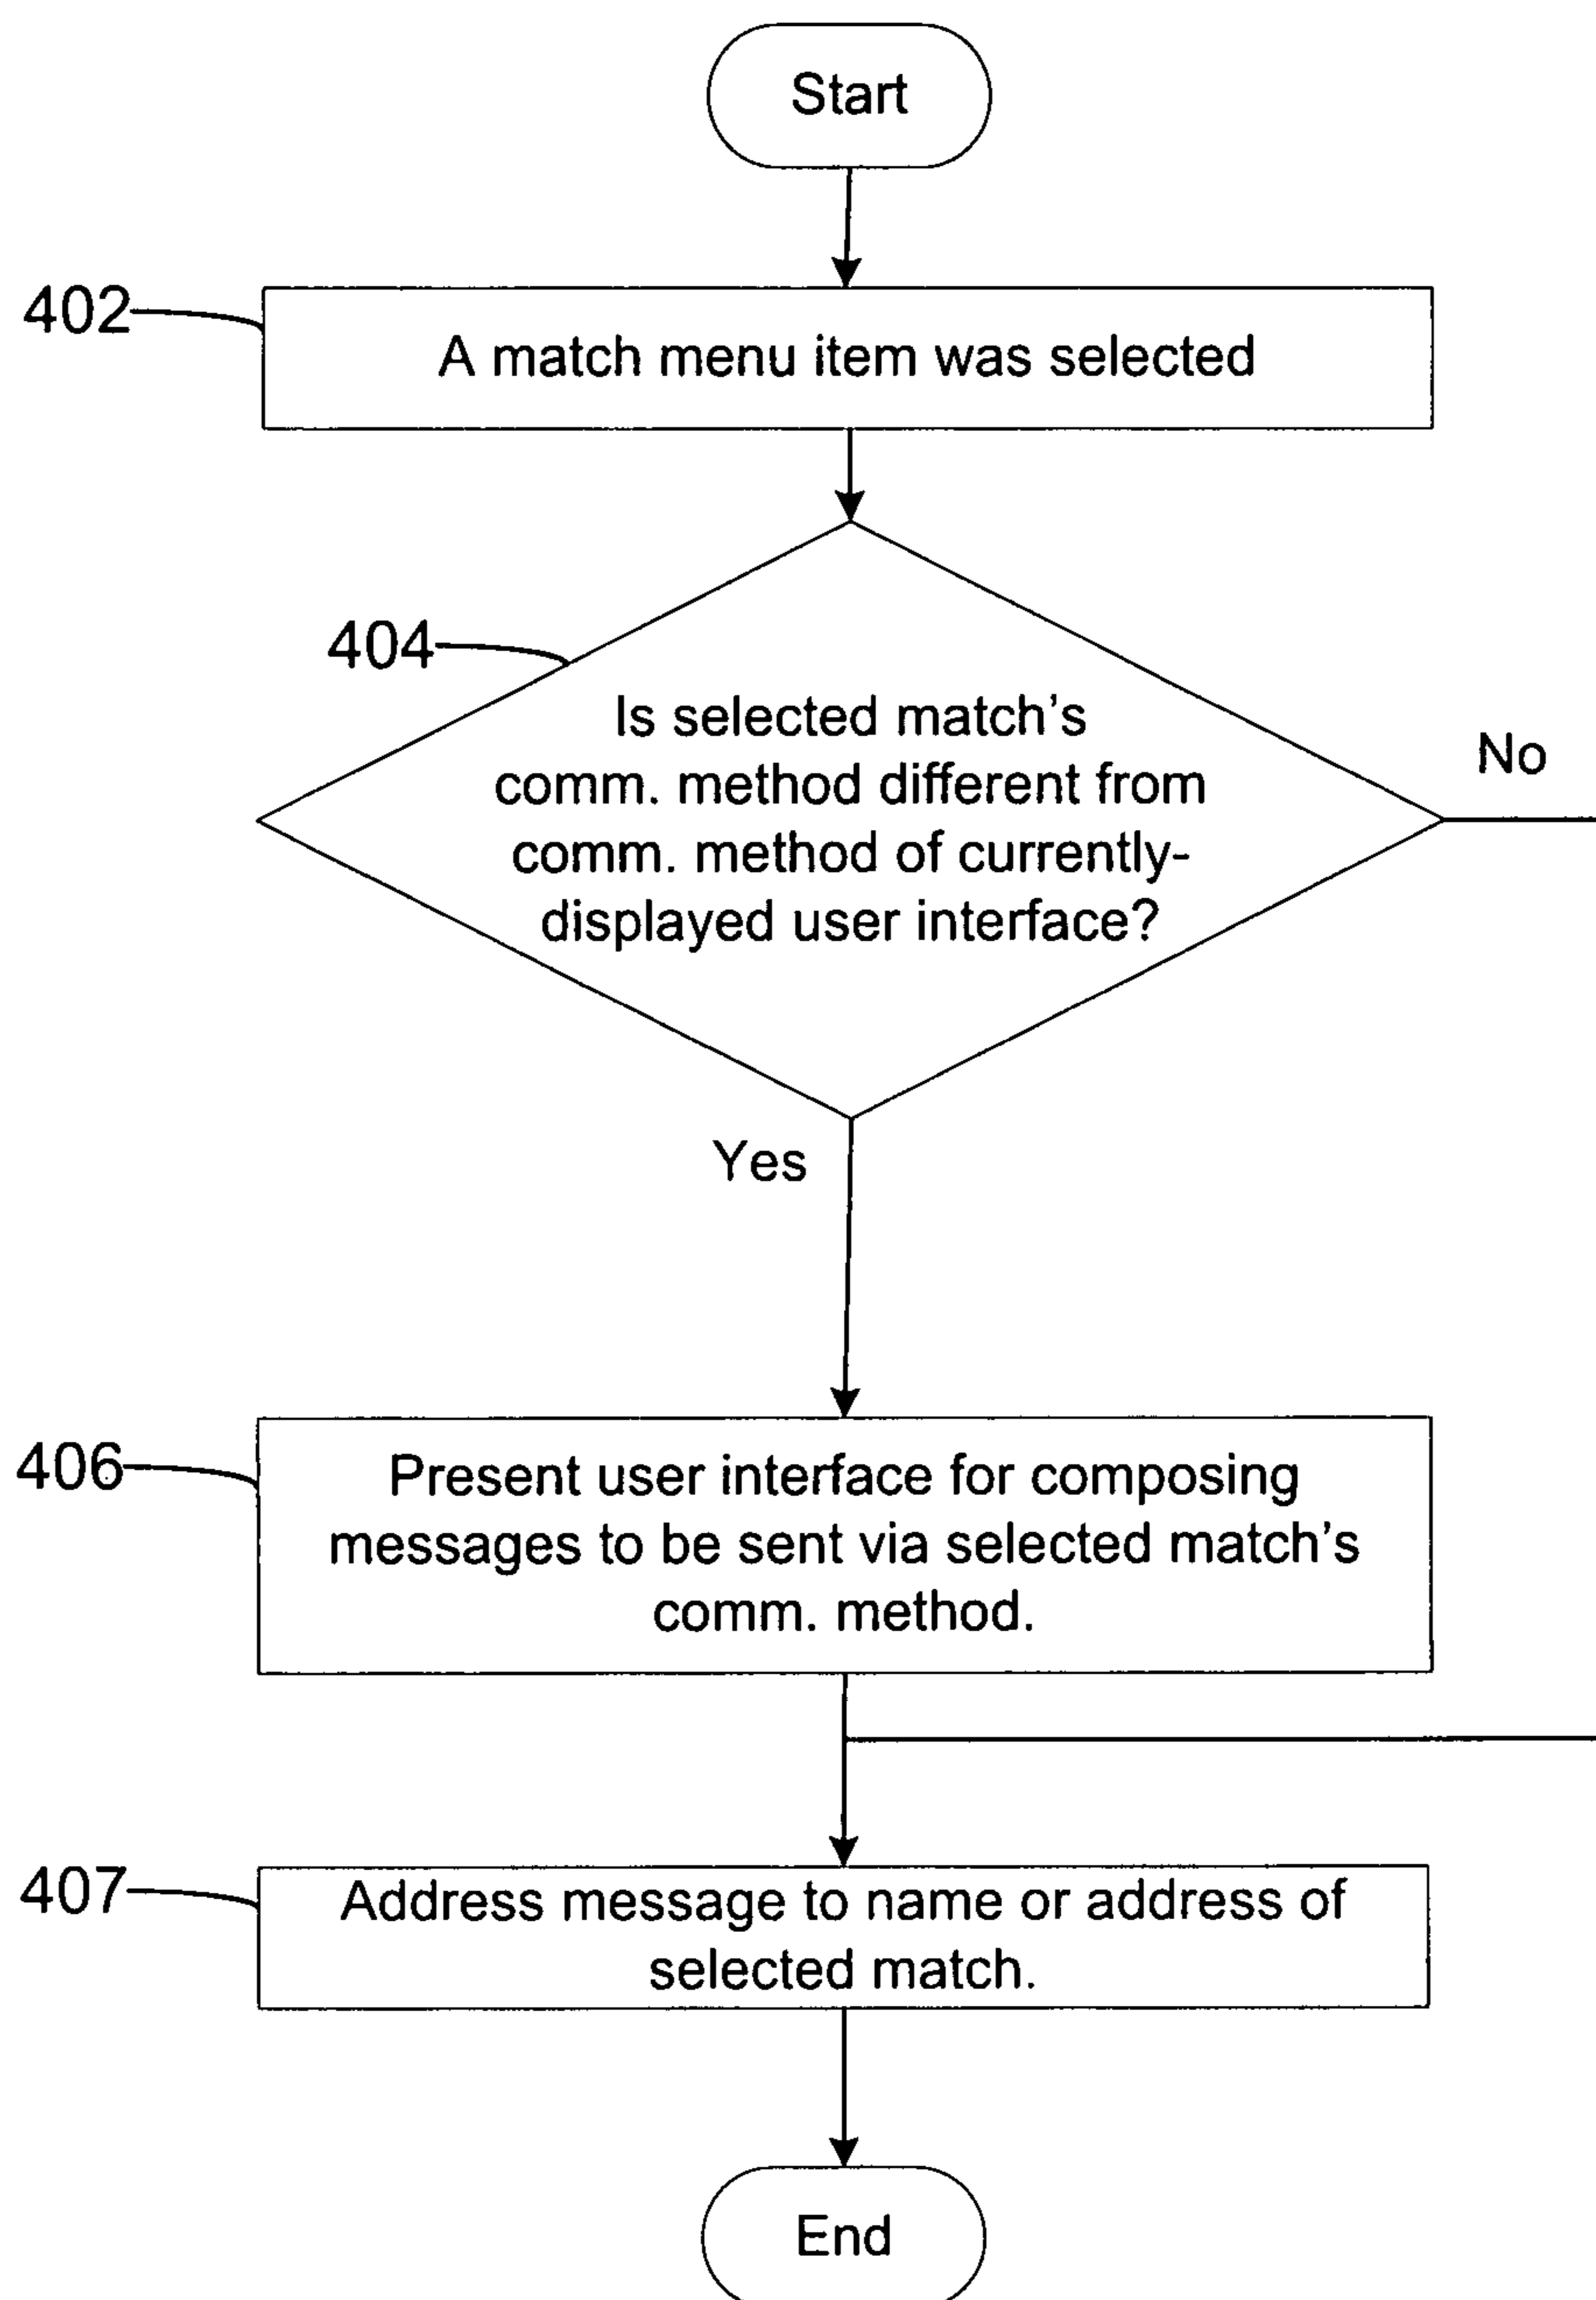 Start
402
A match menu item was selected
404
Is selected match’s
comm. method different from
comm. method of currently-
displayed user interface?
No
Yes
406
Present user interface for composing
messages to be sent via selected match’s
comm. method.
407
Address message to name or address of
selected match.
End